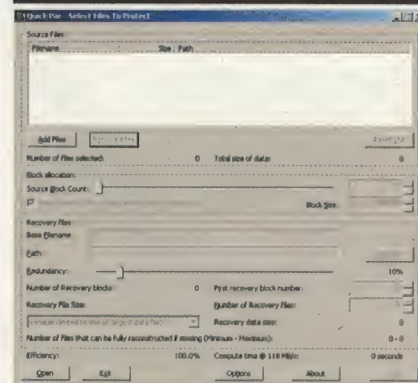 QuickPar - Select Files To Protect
Source Files:
Filename Size Path
Add Files
Number of files selected: 0 Total size of data: 0
Block allocation:
Source Block Count:
Block Size:
Recovery files:
Base Filename:
Path:
Redundancy: 10%
Number of Recovery blocks: 0 First recovery block number:
Recovery File Size: Number of Recovery Files:
Recovery data size: 0
Number of files that can be fully reconstructed if missing (Minimum - Maximum): 0 - 0
Efficiency: 100.0% Compute time @ 118 MB/s: 0 seconds
Open Exit Options About